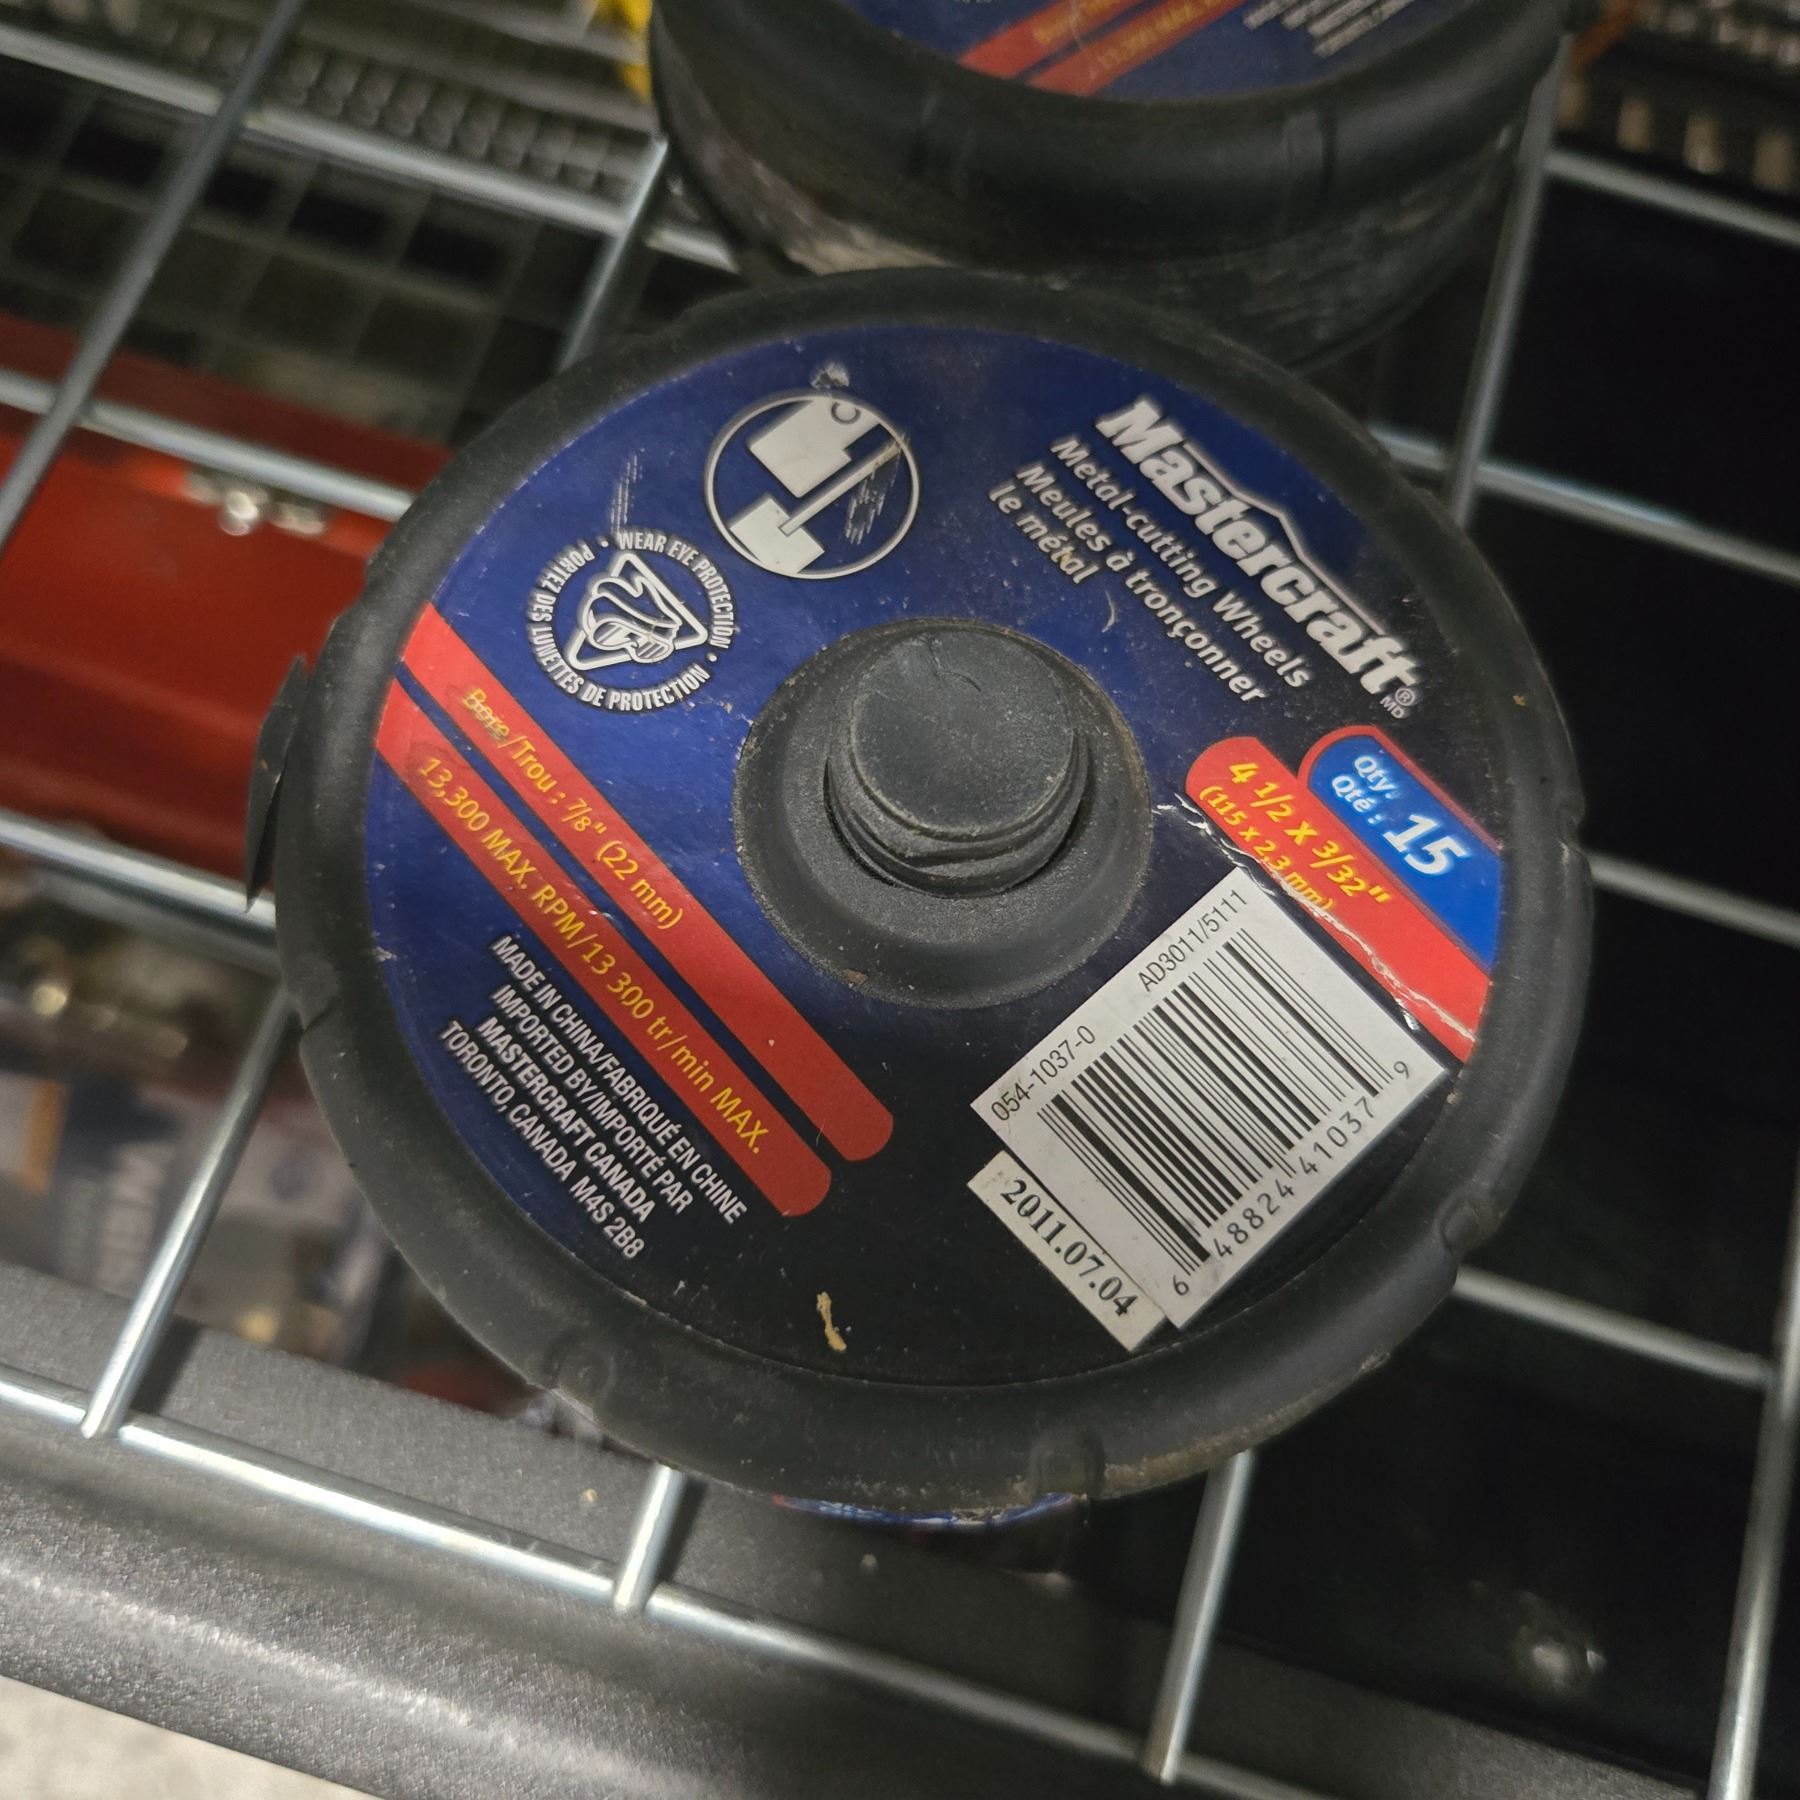 Mastercraft®
MD
Metal-cutting Wheels
Meules à tronçonner
le métal
Qty:
Qté : 15
4 1/2 X 3/32"
(115 x 2,3 mm)
• WEAR EYE PROTECTION •
PORTEZ DES LUNETTES DE PROTECTION
Bore/Trou : 7/8" (22 mm)
13,300 MAX. RPM/13 300 tr/min MAX.
MADE IN CHINA/FABRIQUÉ EN CHINE
IMPORTED BY/IMPORTÉ PAR
MASTERCRAFT CANADA
TORONTO, CANADA M4S 2B8
054-1037-0 AD3011/5111
6 48824 41037 9
2011.07.04